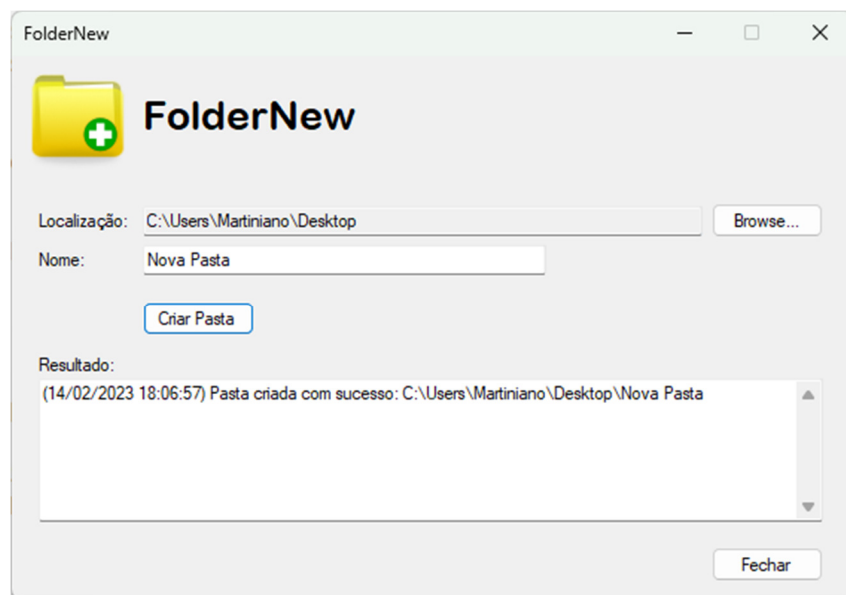 FolderNew
FolderNew
Localização: C:\Users\Martiniano\Desktop Browse...
Nome: Nova Pasta
Criar Pasta
Resultado:
(14/02/2023 18:06:57) Pasta criada com sucesso: C:\Users\Martiniano\Desktop\Nova Pasta
Fechar